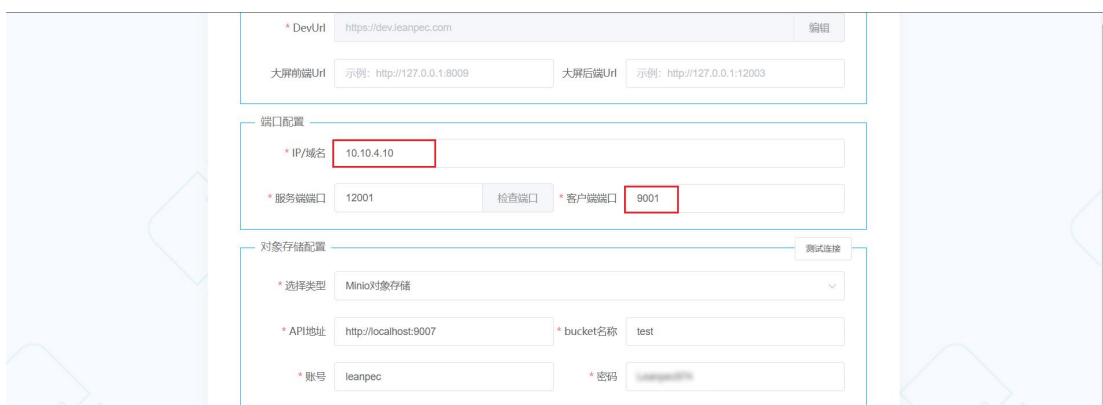 * DevUrl https://dev.leanpec.com 编辑
大屏前端Url 示例：http://127.0.0.1:8009 大屏后端Url 示例：http://127.0.0.1:12003
端口配置
* IP/域名 10.10.4.10
* 服务端端口 12001 检查端口 * 客户端端口 9001
对象存储配置 测试连接
* 选择类型 Minio对象存储
* API地址 http://localhost:9007 * bucket名称 test
* 账号 leanpec * 密码